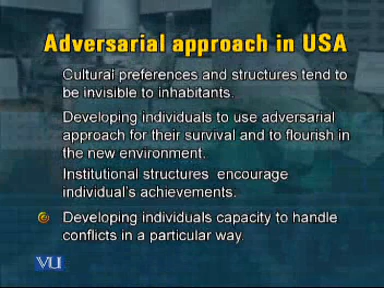 Adversarial approach in USA
Cultural preferences and structures tend to
be invisible to inhabitants.
Developing individuals to use adversarial
approach for their survival and to flourish in
the new environment.
Institutional structures encourage
individual's achievements.
Developing individuals capacity to handle
conflicts in a particular way.
VU